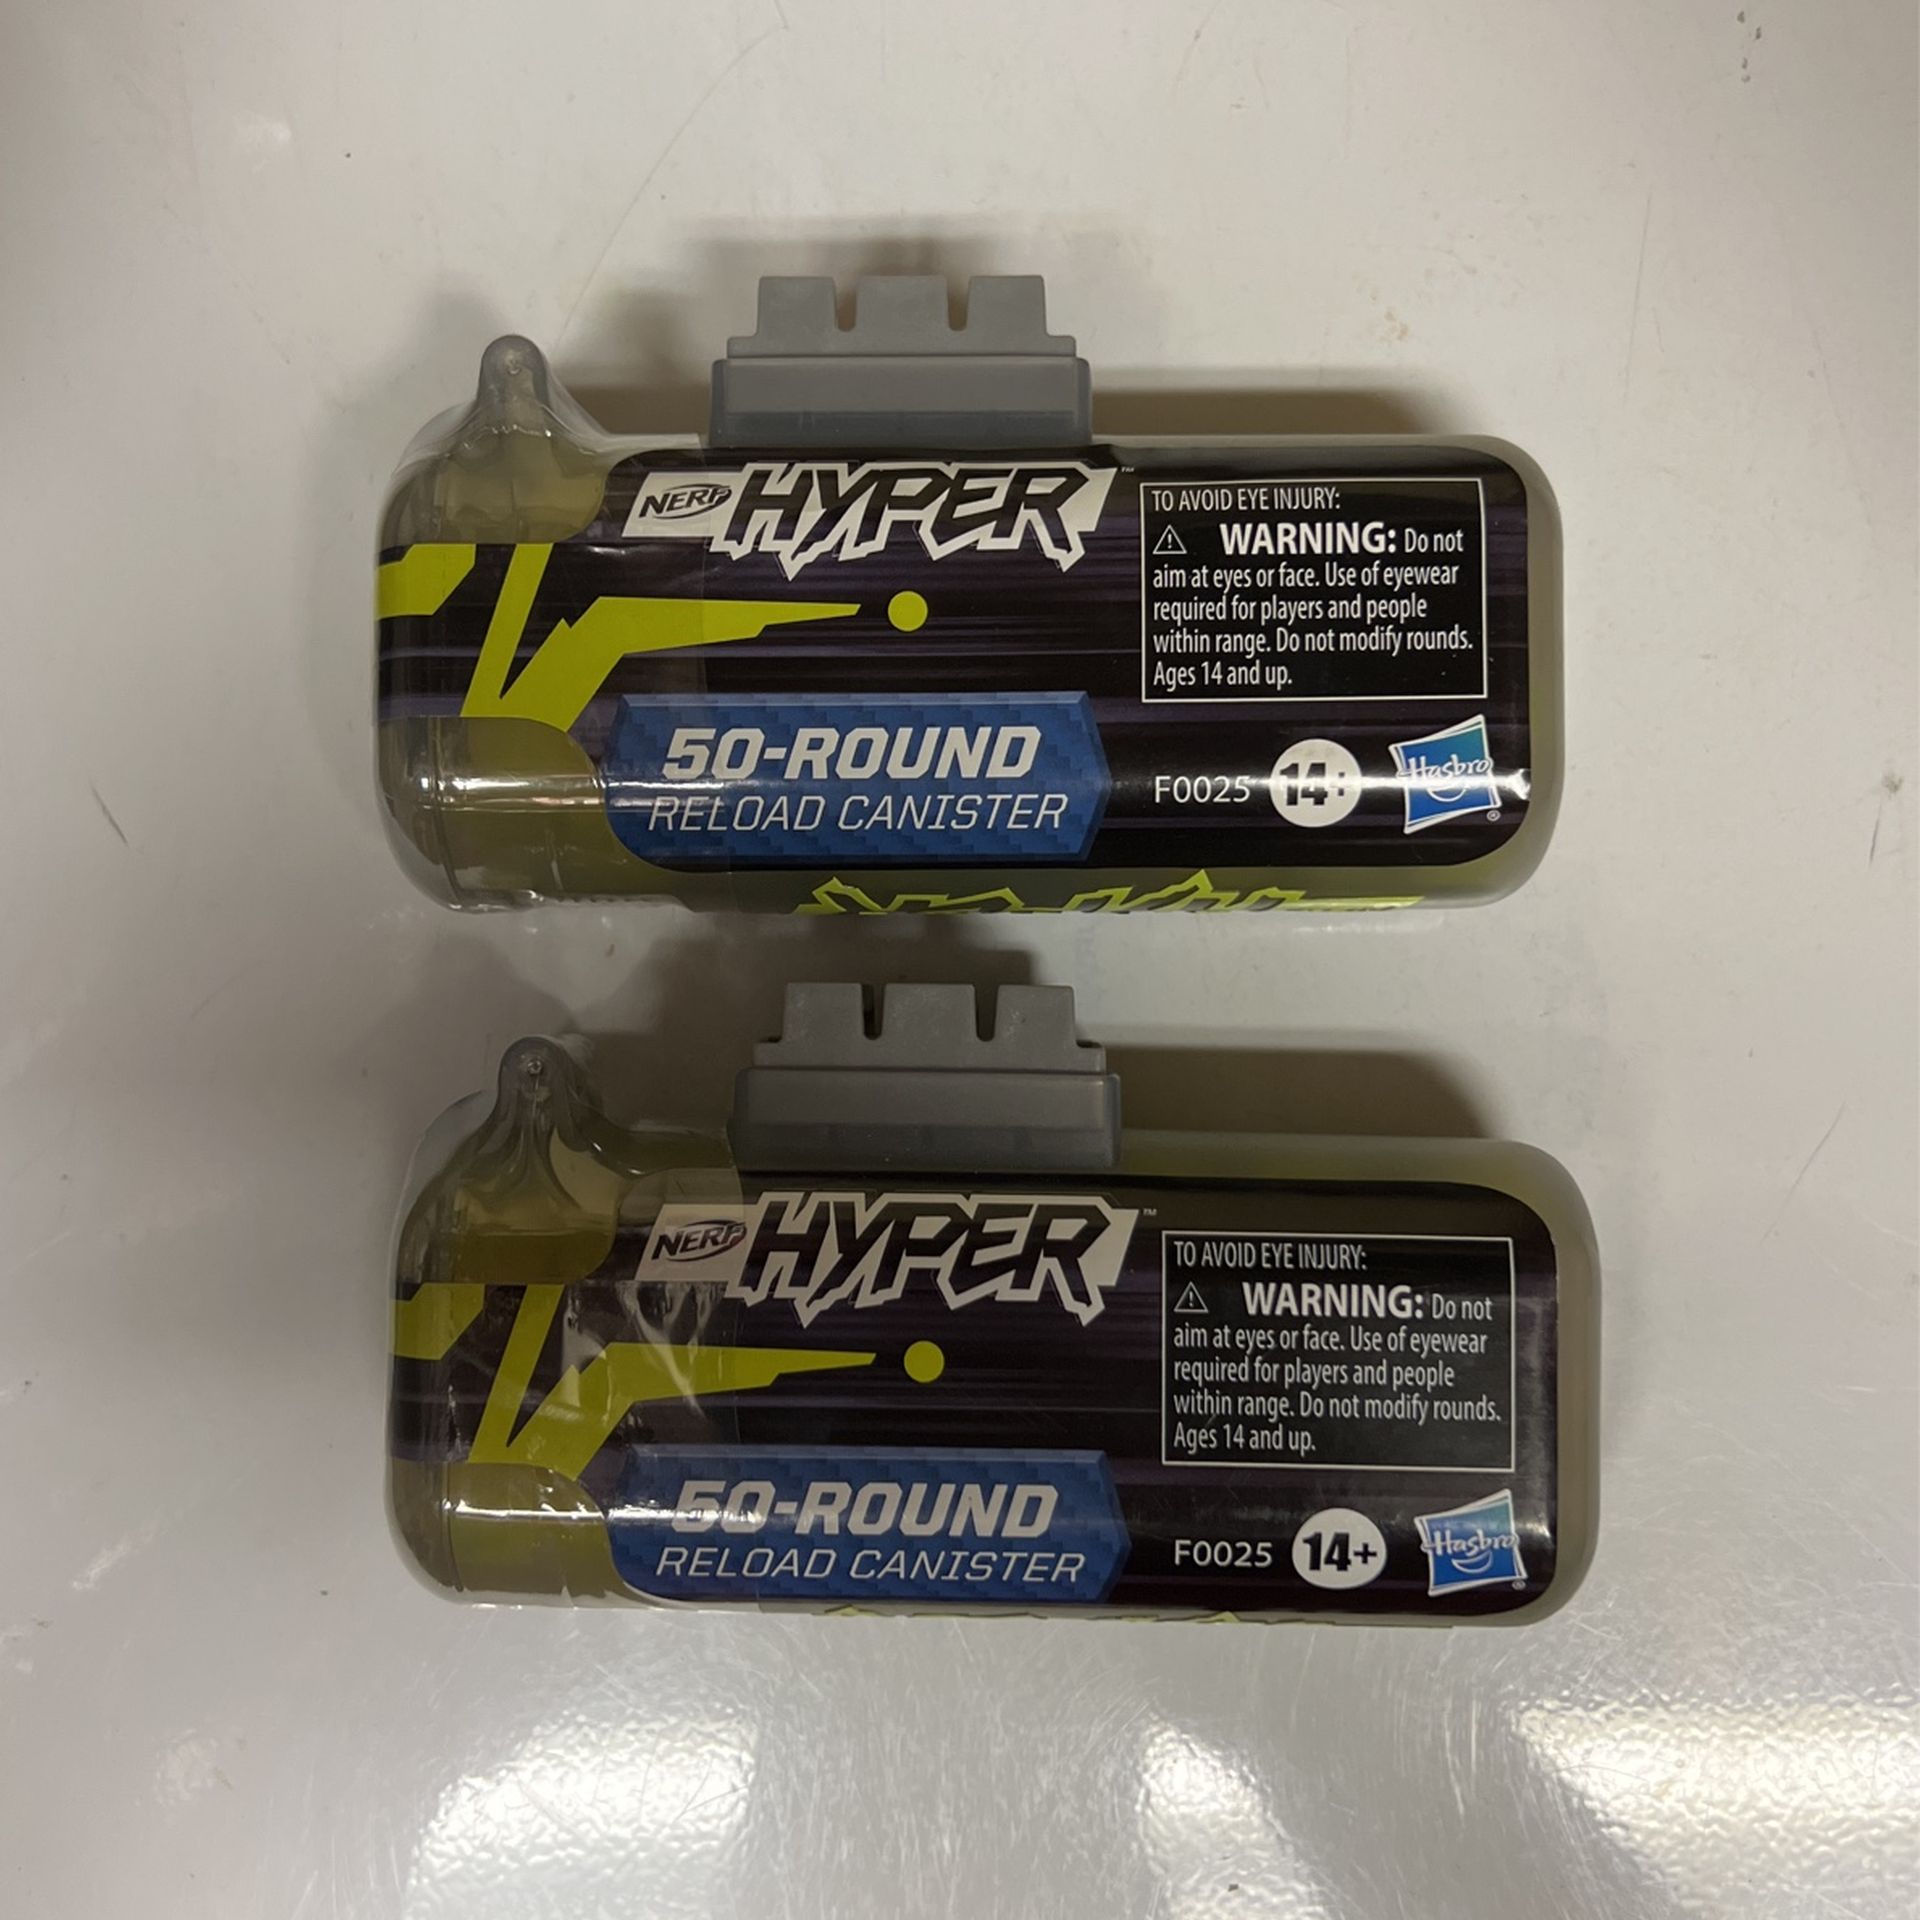 NERF HYPER™
TO AVOID EYE INJURY:
⚠ WARNING: Do not
aim at eyes or face. Use of eyewear
required for players and people
within range. Do not modify rounds.
Ages 14 and up.
50-ROUND
RELOAD CANISTER
F0025 14+ Hasbro®
NERF HYPER™
TO AVOID EYE INJURY:
⚠ WARNING: Do not
aim at eyes or face. Use of eyewear
required for players and people
within range. Do not modify rounds.
Ages 14 and up.
50-ROUND
RELOAD CANISTER
F0025 14+ Hasbro®